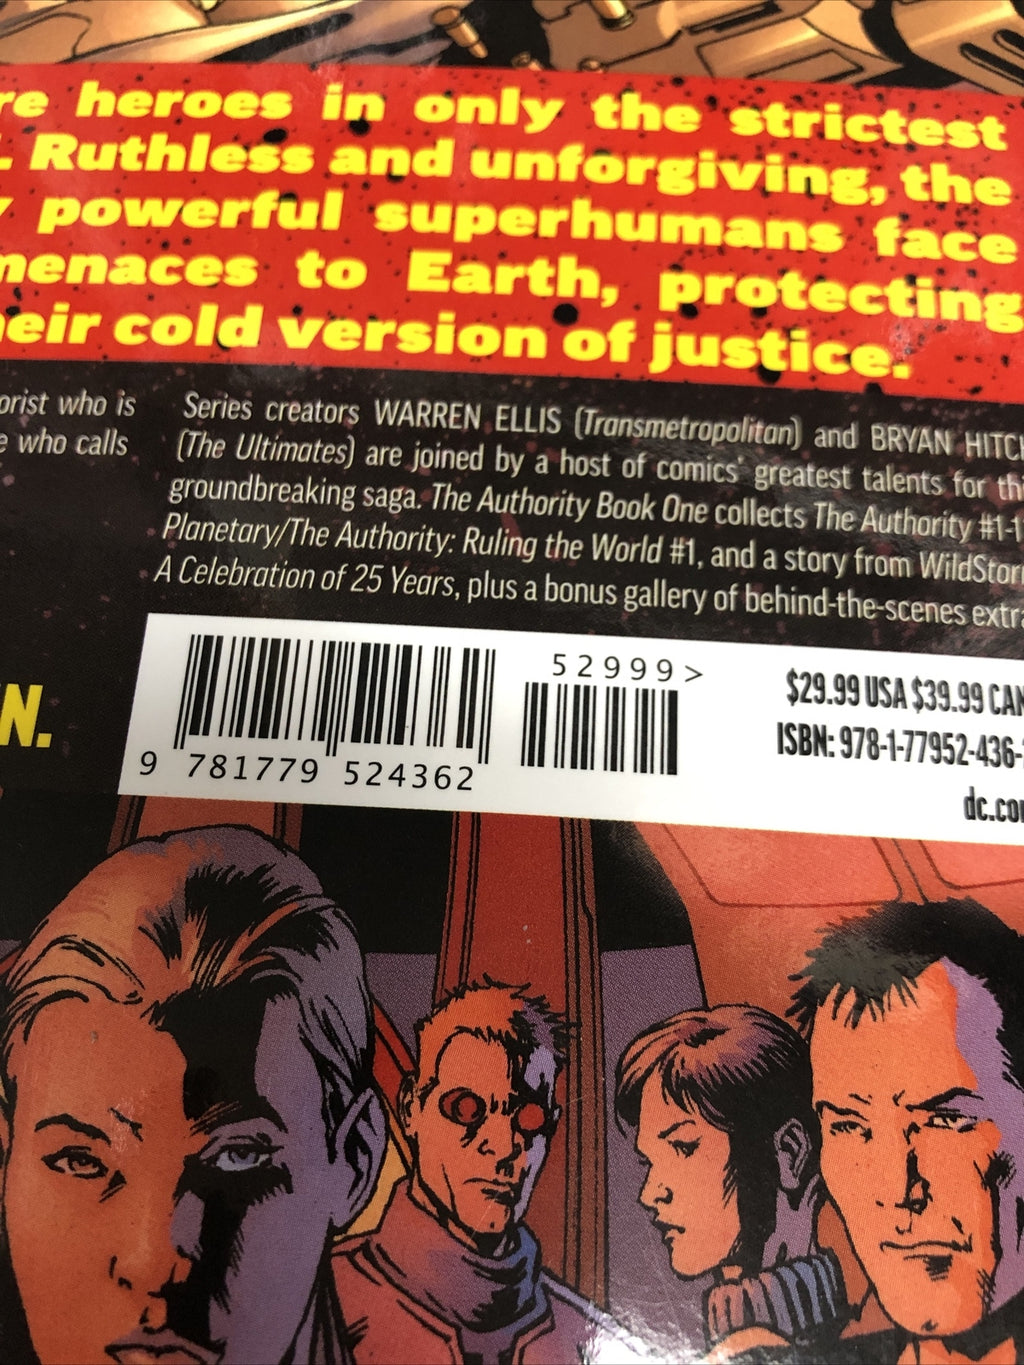 re heroes in only the strictest
. Ruthless and unforgiving, the
y powerful superhumans face
menaces to Earth, protecting
heir cold version of justice.
orist who is
e who calls
Series creators WARREN ELLIS (Transmetropolitan) and BRYAN HITCH
(The Ultimates) are joined by a host of comics' greatest talents for thi
groundbreaking saga. The Authority Book One collects The Authority #1-1
Planetary/The Authority: Ruling the World #1, and a story from WildStor
A Celebration of 25 Years, plus a bonus gallery of behind-the-scenes extra
N.
52999>
9 781779 524362
$29.99 USA $39.99 CAN
ISBN: 978-1-77952-436-
dc.co